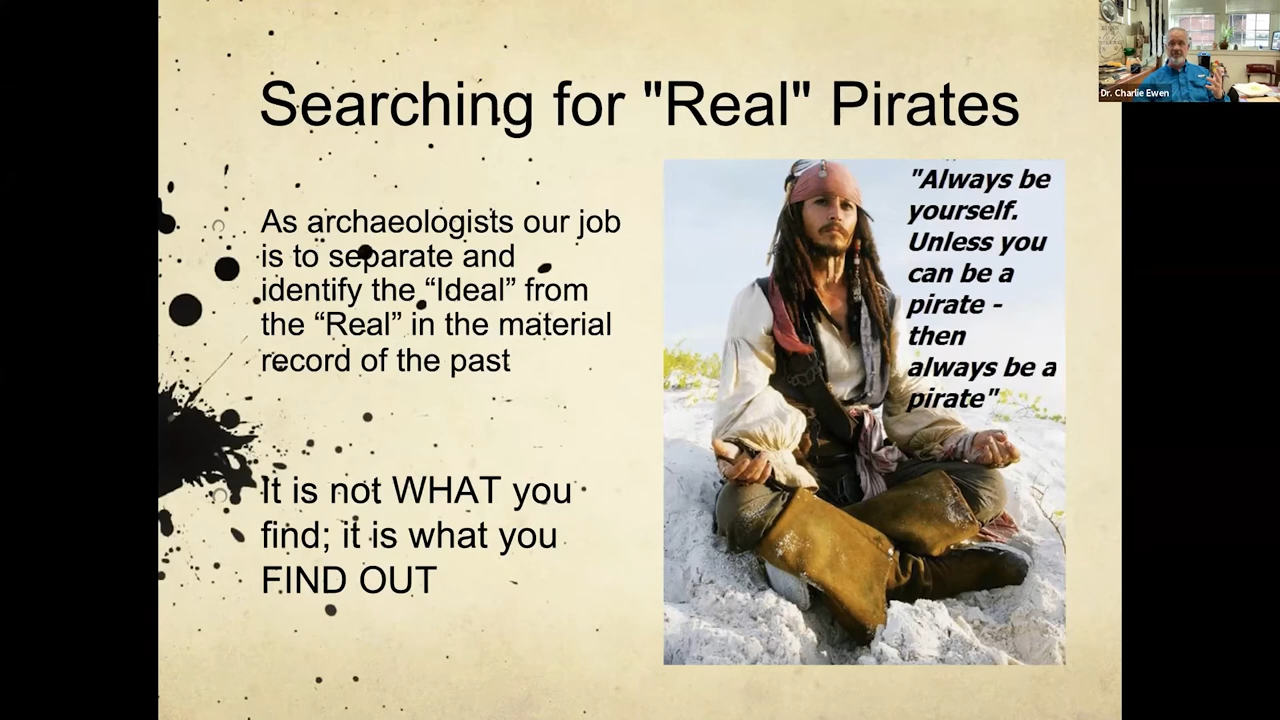 Searching for "Real" Pirates
Dr. Charlie Ewen
As archaeologists our job
is to separate and
identify the “Ideal” from
the “Real” in the material
record of the past
It is not WHAT you
find; it is what you
FIND OUT
"Always be
yourself.
Unless you
can be a
pirate -
then
always be a
pirate"